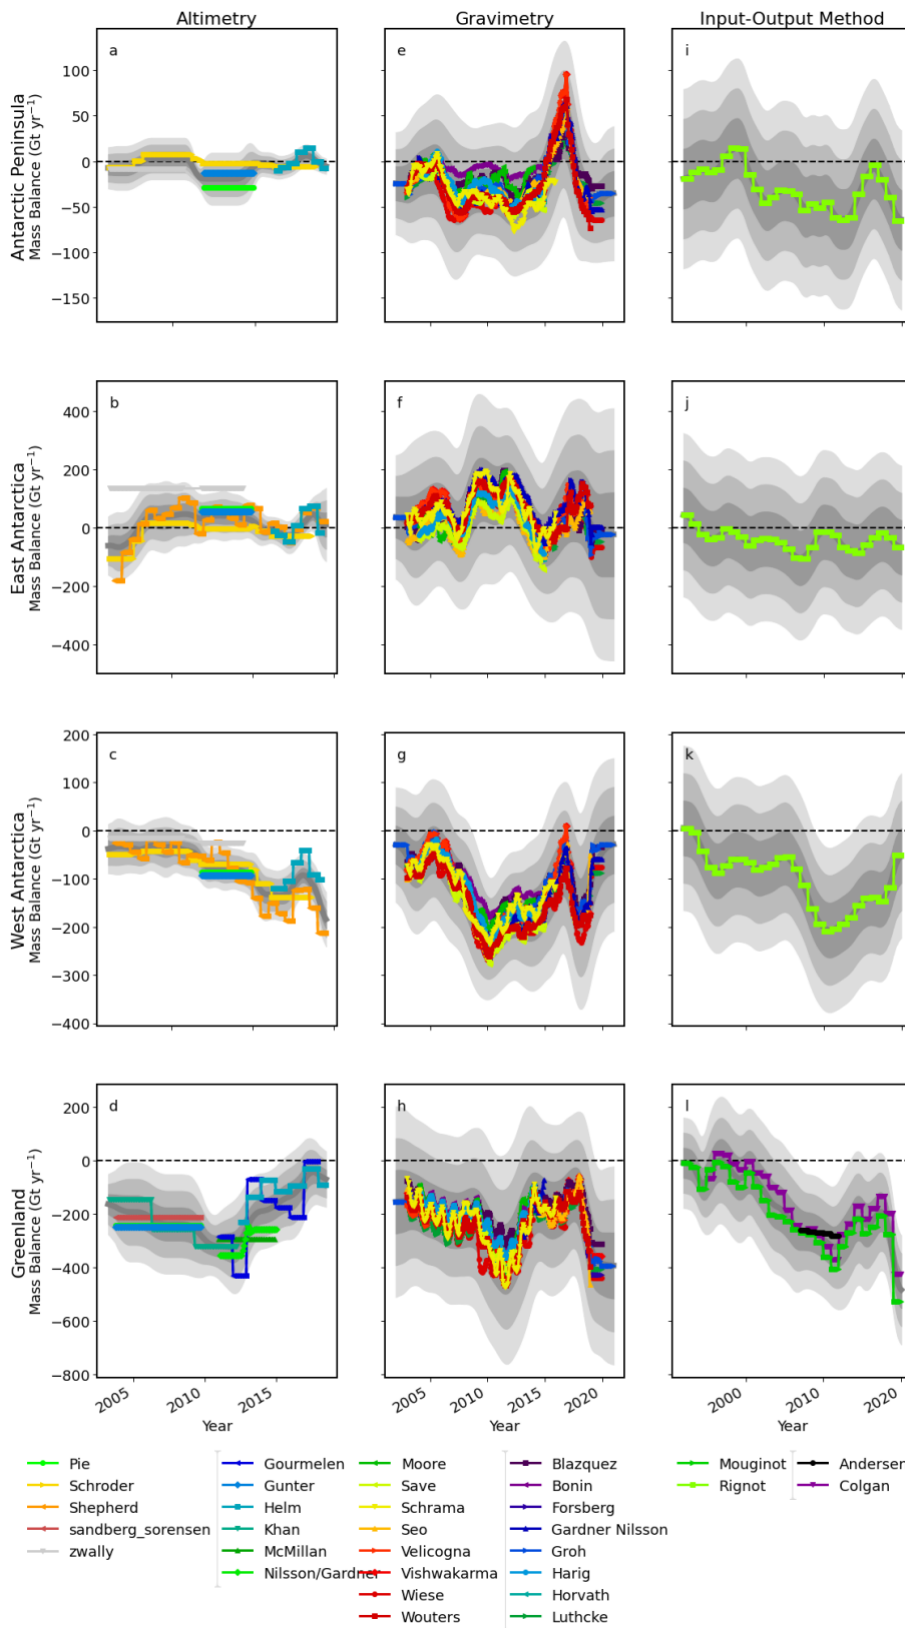 Altimetry Gravimetry Input-Output Method
Antarctic Peninsula
Mass Balance (Gt yr⁻¹)
a e i
100
50
0
−50
−100
−150
East Antarctica
Mass Balance (Gt yr⁻¹)
b f j
400
200
0
−200
−400
West Antarctica
Mass Balance (Gt yr⁻¹)
c g k
200
100
0
−100
−200
−300
−400
Greenland
Mass Balance (Gt yr⁻¹)
d h l
200
0
−200
−400
−600
−800
2005 2010 2015 2005 2010 2015 2020 2000 2010 2020
Year Year Year
Pie Gourmelen Moore Blazquez Mouginot Andersen
Schroder Gunter Save Bonin Rignot Colgan
Shepherd Helm Schrama Forsberg
sandberg_sorensen Khan Seo Gardner Nilsson
zwally McMillan Velicogna Groh
Nilsson/Gardner Vishwakarma Harig
Wiese Horvath
Wouters Luthcke